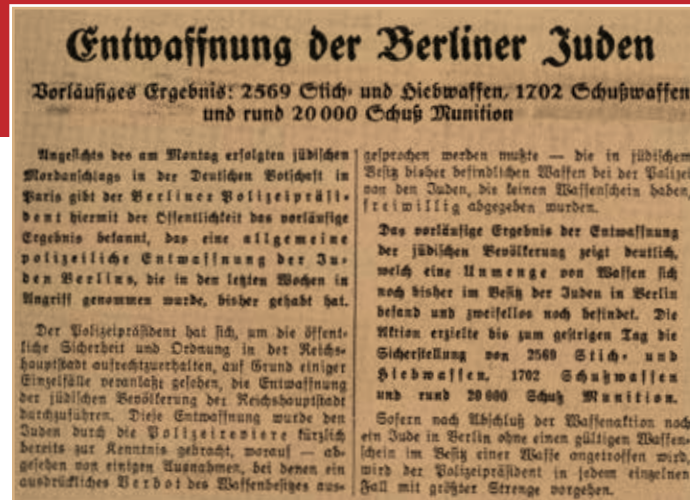 Entwaffnung der Berliner Juden
Vorläufiges Ergebnis: 2569 Stich- und Hiebwaffen, 1702 Schußwaffen
und rund 20000 Schuß Munition
Angesichts des am Montag erfolgten jüdischen
Mordanschlags in der Deutschen Botschaft in
Paris gibt der Berliner Polizeipräsi-
dent hiermit der Öffentlichkeit das vorläufige
Ergebnis bekannt, das eine allgemeine
polizeiliche Entwaffnung der Ju-
den Berlins, die in den letzten Wochen in
Angriff genommen wurde, bisher gehabt hat.
Der Polizeipräsident hat sich, um die öffent-
liche Sicherheit und Ordnung in der Reichs-
hauptstadt aufrechtzuerhalten, auf Grund einiger
Einzelfälle veranlaßt gesehen, die Entwaffnung
der jüdischen Bevölkerung der Reichshauptstadt
durchzuführen. Diese Entwaffnung wurde den
Juden durch die Polizeireviere kürzlich
bereits zur Kenntnis gebracht, worauf — ab-
gesehen von einigen Ausnahmen, bei denen ein
ausdrückliches Verbot des Waffenbesitzes aus-
gesprochen werden mußte — die in jüdischem
Besitz bisher befindlichen Waffen bei der Polizei
von den Juden, die keinen Waffenschein haben,
freiwillig abgegeben wurden.
Das vorläufige Ergebnis der Entwaffnung
der jüdischen Bevölkerung zeigt deutlich,
welch eine Unmenge von Waffen sich
noch bisher im Besitz der Juden in Berlin
befand und zweifellos noch befindet. Die
Aktion erzielte bis zum gestrigen Tag die
Sicherstellung von 2569 Stich- und
Hiebwaffen, 1702 Schußwaffen
und rund 20000 Schuß Munition.
Sofern nach Abschluß der Waffenaktion noch
ein Jude in Berlin ohne einen gültigen Waffen-
schein im Besitz einer Waffe angetroffen wird,
wird der Polizeipräsident in jedem einzelnen
Fall mit größter Strenge vorgehen.